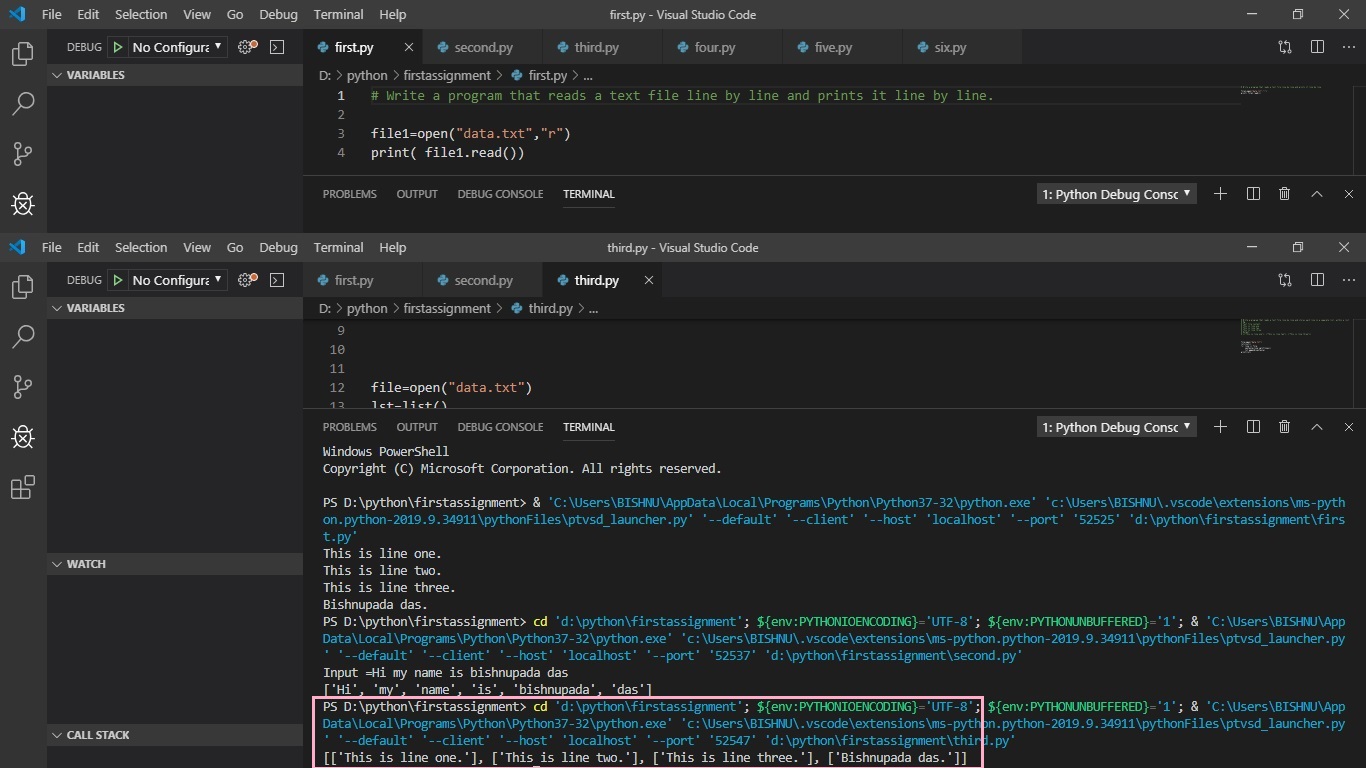 File Edit Selection View Go Debug Terminal Help first.py - Visual Studio Code
DEBUG No Configura first.py second.py third.py four.py five.py six.py
VARIABLES
D: > python > firstassignment > first.py > ...
1 # Write a program that reads a text file line by line and prints it line by line.
2
3 file1=open("data.txt","r")
4 print( file1.read())
PROBLEMS OUTPUT DEBUG CONSOLE TERMINAL 1: Python Debug Consc
File Edit Selection View Go Debug Terminal Help third.py - Visual Studio Code
DEBUG No Configura first.py second.py third.py
VARIABLES
D: > python > firstassignment > third.py > ...
9
10
11
12 file=open("data.txt")
13 lst=list()
PROBLEMS OUTPUT DEBUG CONSOLE TERMINAL 1: Python Debug Consc
Windows PowerShell
Copyright (C) Microsoft Corporation. All rights reserved.
PS D:\python\firstassignment> & 'C:\Users\BISHNU\AppData\Local\Programs\Python\Python37-32\python.exe' 'c:\Users\BISHNU\.vscode\extensions\ms-pyth
on.python-2019.9.34911\pythonFiles\ptvsd_launcher.py' '--default' '--client' '--host' 'localhost' '--port' '52525' 'd:\python\firstassignment\firs
t.py'
This is line one.
This is line two.
This is line three.
Bishnupada das.
PS D:\python\firstassignment> cd 'd:\python\firstassignment'; ${env:PYTHONIOENCODING}='UTF-8'; ${env:PYTHONUNBUFFERED}='1'; & 'C:\Users\BISHNU\App
Data\Local\Programs\Python\Python37-32\python.exe' 'c:\Users\BISHNU\.vscode\extensions\ms-python.python-2019.9.34911\pythonFiles\ptvsd_launcher.py
' '--default' '--client' '--host' 'localhost' '--port' '52537' 'd:\python\firstassignment\second.py'
Input =Hi my name is bishnupada das
['Hi', 'my', 'name', 'is', 'bishnupada', 'das']
PS D:\python\firstassignment> cd 'd:\python\firstassignment'; ${env:PYTHONIOENCODING}='UTF-8'; ${env:PYTHONUNBUFFERED}='1'; & 'C:\Users\BISHNU\App
Data\Local\Programs\Python\Python37-32\python.exe' 'c:\Users\BISHNU\.vscode\extensions\ms-python.python-2019.9.34911\pythonFiles\ptvsd_launcher.py
' '--default' '--client' '--host' 'localhost' '--port' '52547' 'd:\python\firstassignment\third.py'
[['This is line one.'], ['This is line two.'], ['This is line three.'], ['Bishnupada das.']]
WATCH
CALL STACK